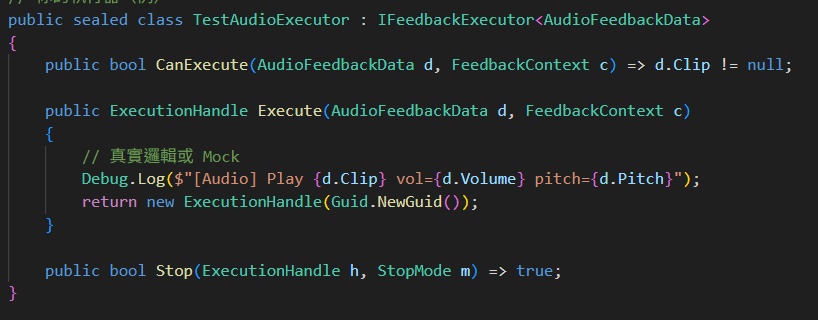 public sealed class TestAudioExecutor : IFeedbackExecutor<AudioFeedbackData>
{
    public bool CanExecute(AudioFeedbackData d, FeedbackContext c) => d.Clip != null;

    public ExecutionHandle Execute(AudioFeedbackData d, FeedbackContext c)
    {
        // 真實邏輯或 Mock
        Debug.Log($"[Audio] Play {d.Clip} vol={d.Volume} pitch={d.Pitch}");
        return new ExecutionHandle(Guid.NewGuid());
    }

    public bool Stop(ExecutionHandle h, StopMode m) => true;
}